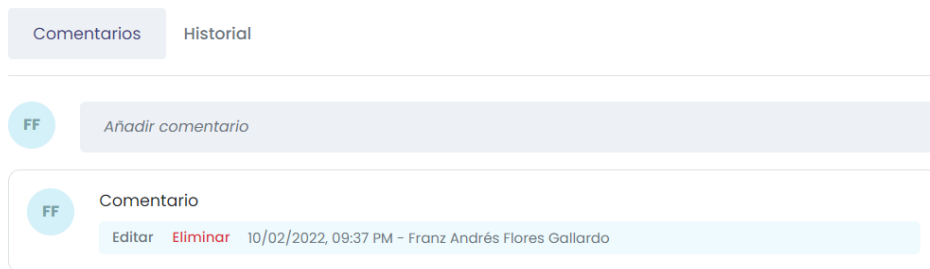 Comentarios Historial
FF Añadir comentario
FF Comentario
Editar Eliminar 10/02/2022, 09:37 PM - Franz Andrés Flores Gallardo